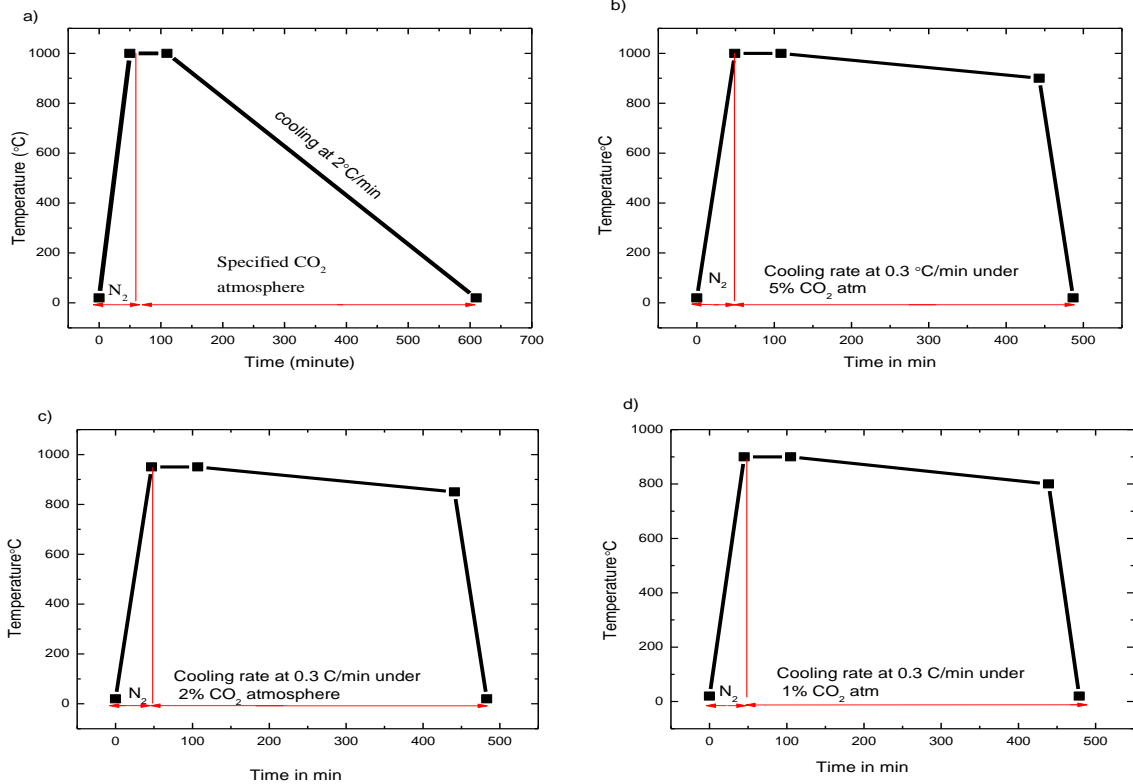 a)
1000
800
600
400
200
0
Temperature (°C)
cooling at 2°C/min
N2
Specified CO2
atmosphere
0 100 200 300 400 500 600 700
Time (minute)
b)
1000
800
600
400
200
0
Temperature°C
N2
Cooling rate at 0.3 °C/min under
5% CO2 atm
0 100 200 300 400 500
Time in min
c)
1000
800
600
400
200
0
Temperature°C
N2
Cooling rate at 0.3 C/min under
2% CO2 atmosphere
0 100 200 300 400 500
Time in min
d)
1000
800
600
400
200
0
Temperature°C
N2
Cooling rate at 0.3 C/min under
1% CO2 atm
0 100 200 300 400 500
Time in min